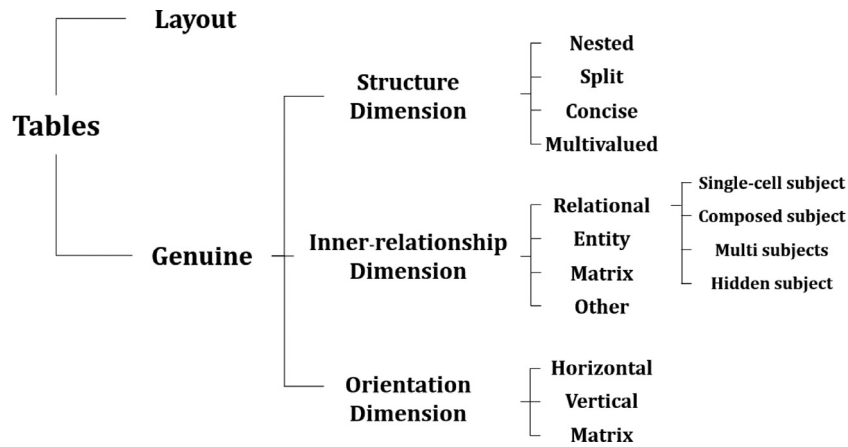 Tables
Layout
Genuine
Structure
Dimension
Nested
Split
Concise
Multivalued
Inner-relationship
Dimension
Relational
Entity
Matrix
Other
Single-cell subject
Composed subject
Multi subjects
Hidden subject
Orientation
Dimension
Horizontal
Vertical
Matrix